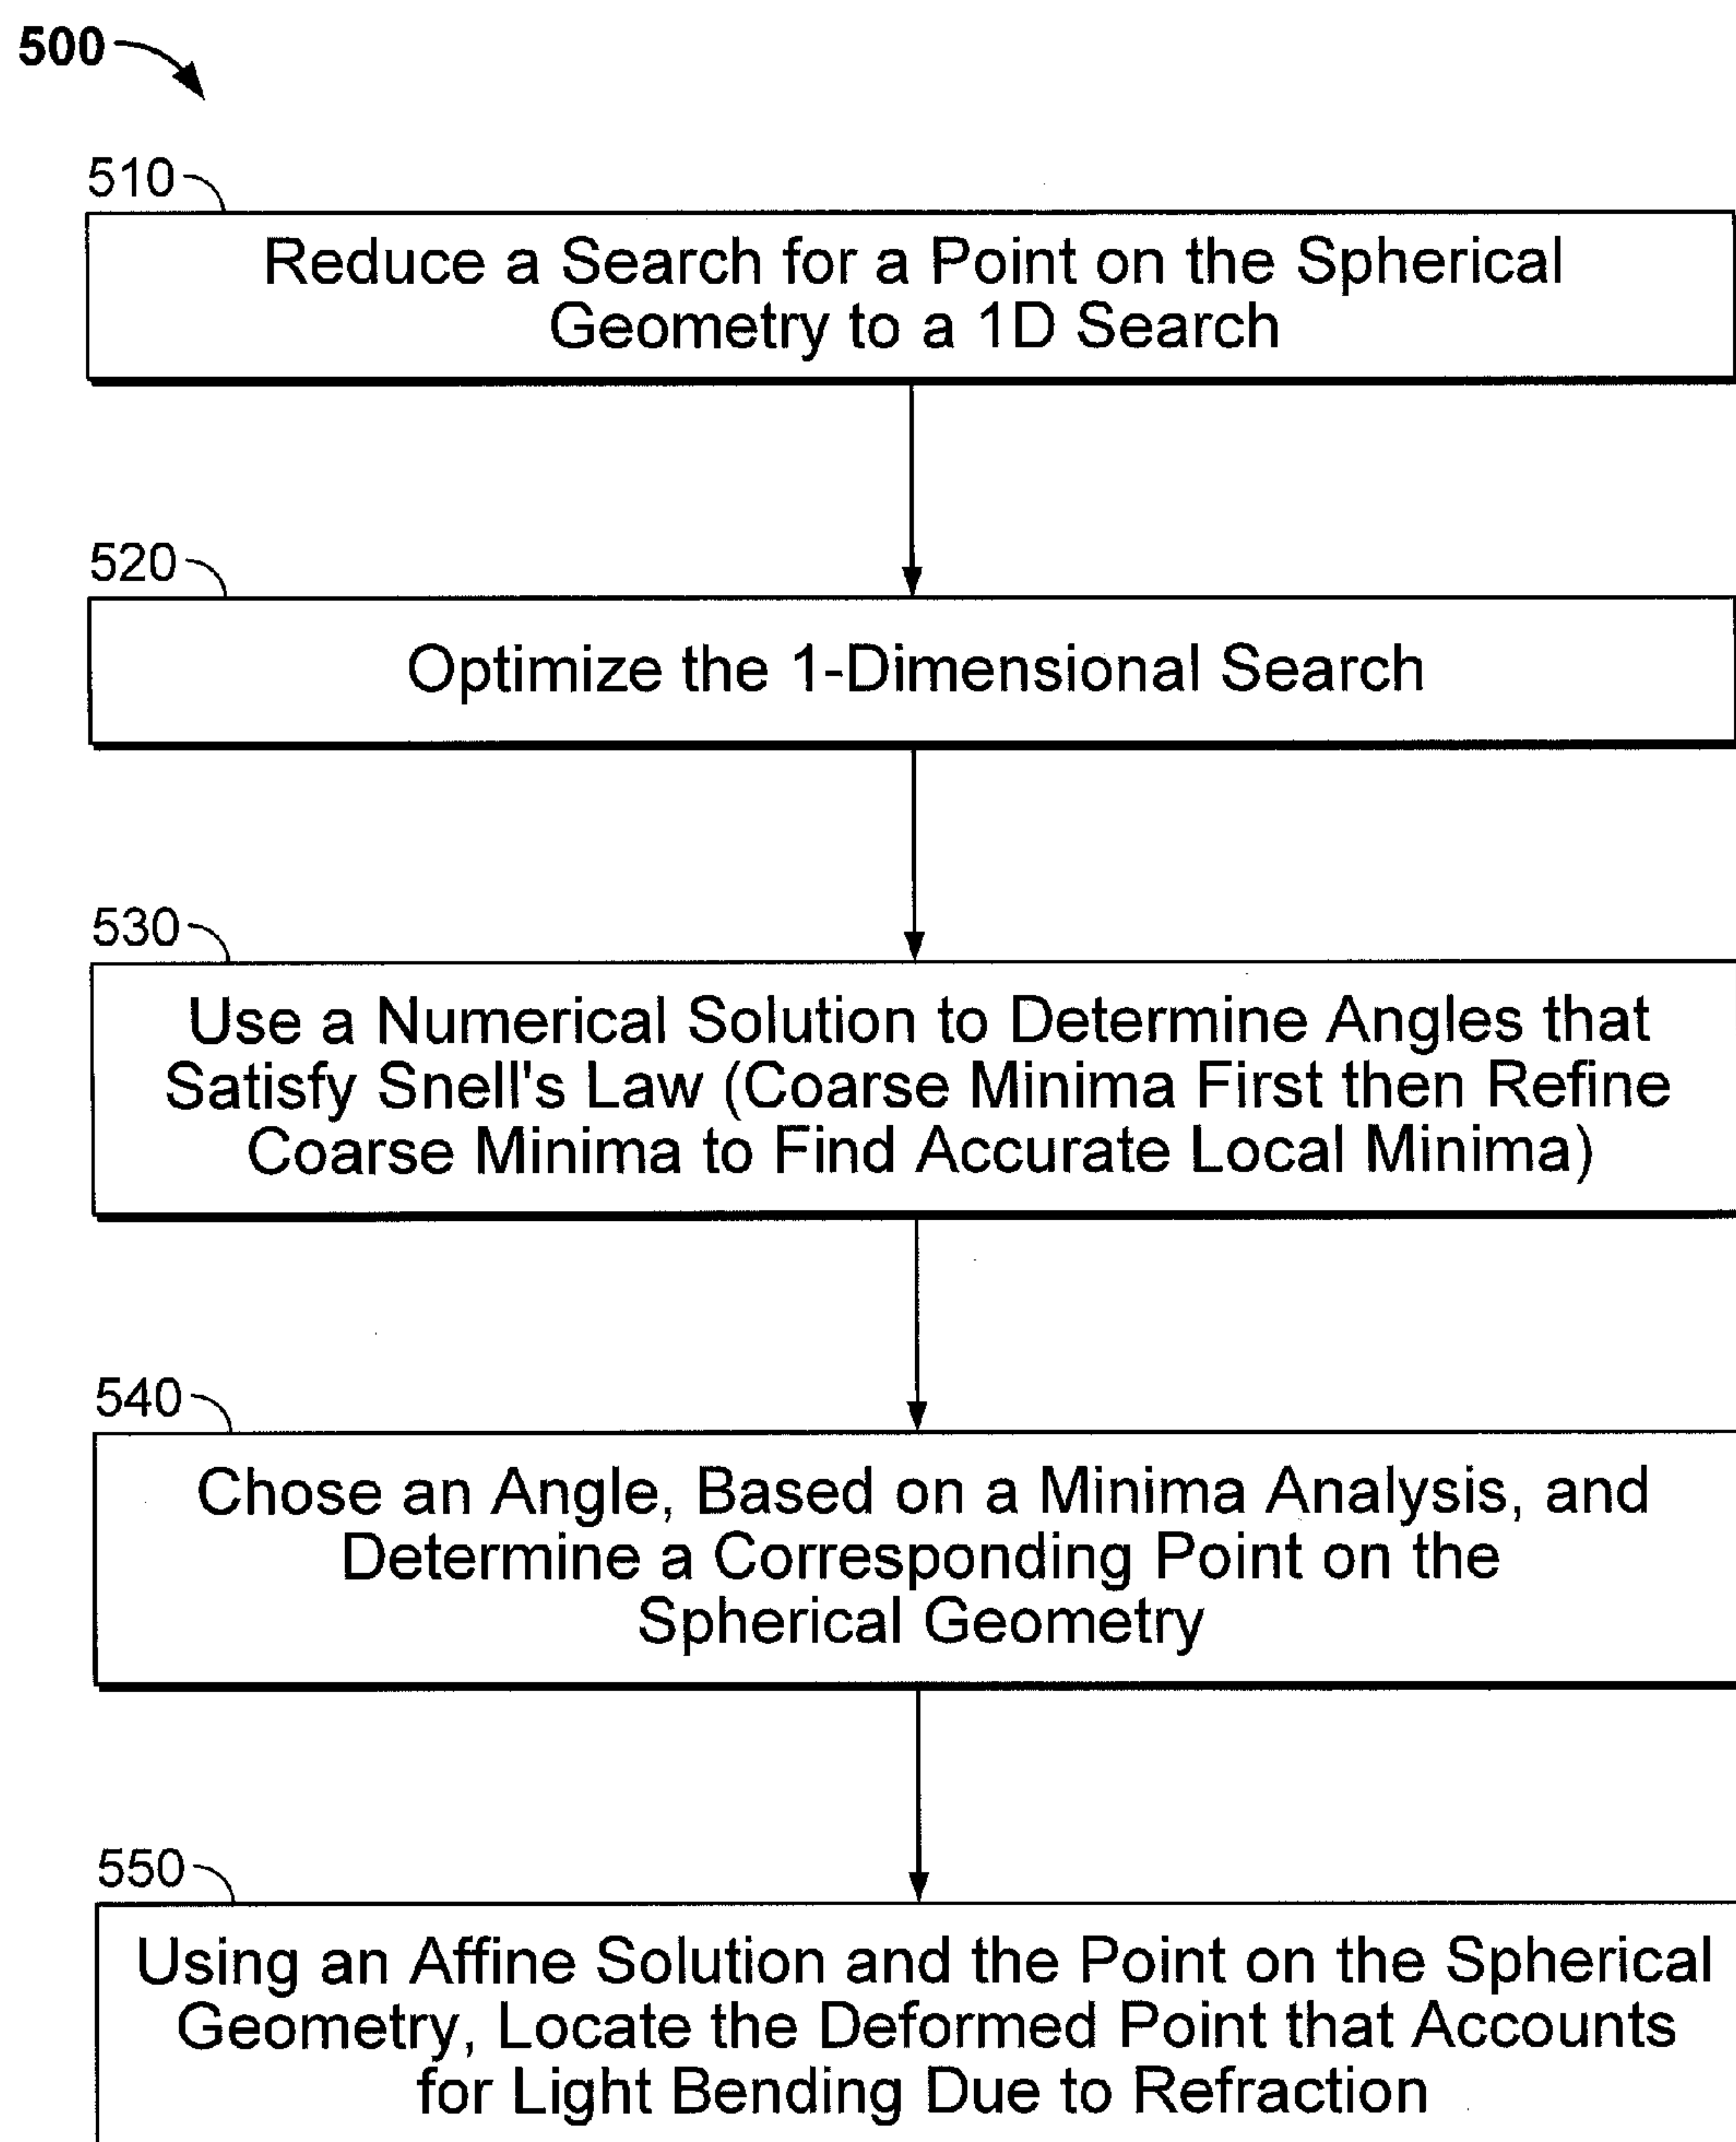 500
510
Reduce a Search for a Point on the Spherical
Geometry to a 1D Search
520
Optimize the 1-Dimensional Search
530
Use a Numerical Solution to Determine Angles that
Satisfy Snell's Law (Coarse Minima First then Refine
Coarse Minima to Find Accurate Local Minima)
540
Chose an Angle, Based on a Minima Analysis, and
Determine a Corresponding Point on the
Spherical Geometry
550
Using an Affine Solution and the Point on the Spherical
Geometry, Locate the Deformed Point that Accounts
for Light Bending Due to Refraction